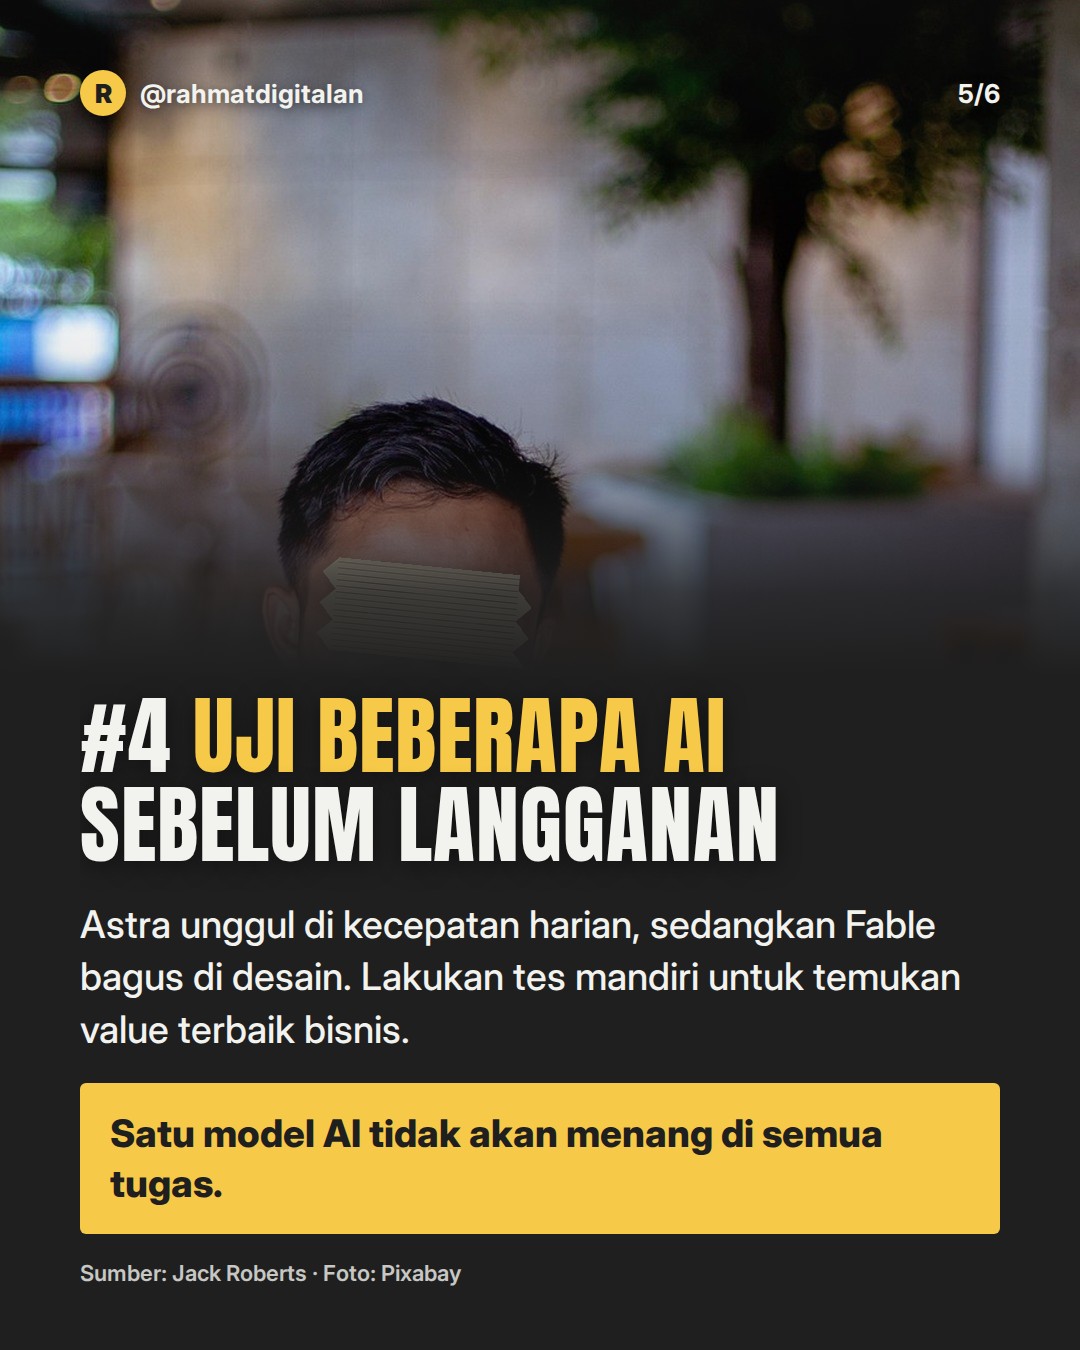 R @rahmatdigitalan 5/6
#4 UJI BEBERAPA AI
SEBELUM LANGGANAN
Astra unggul di kecepatan harian, sedangkan Fable
bagus di desain. Lakukan tes mandiri untuk temukan
value terbaik bisnis.
Satu model AI tidak akan menang di semua
tugas.
Sumber: Jack Roberts · Foto: Pixabay